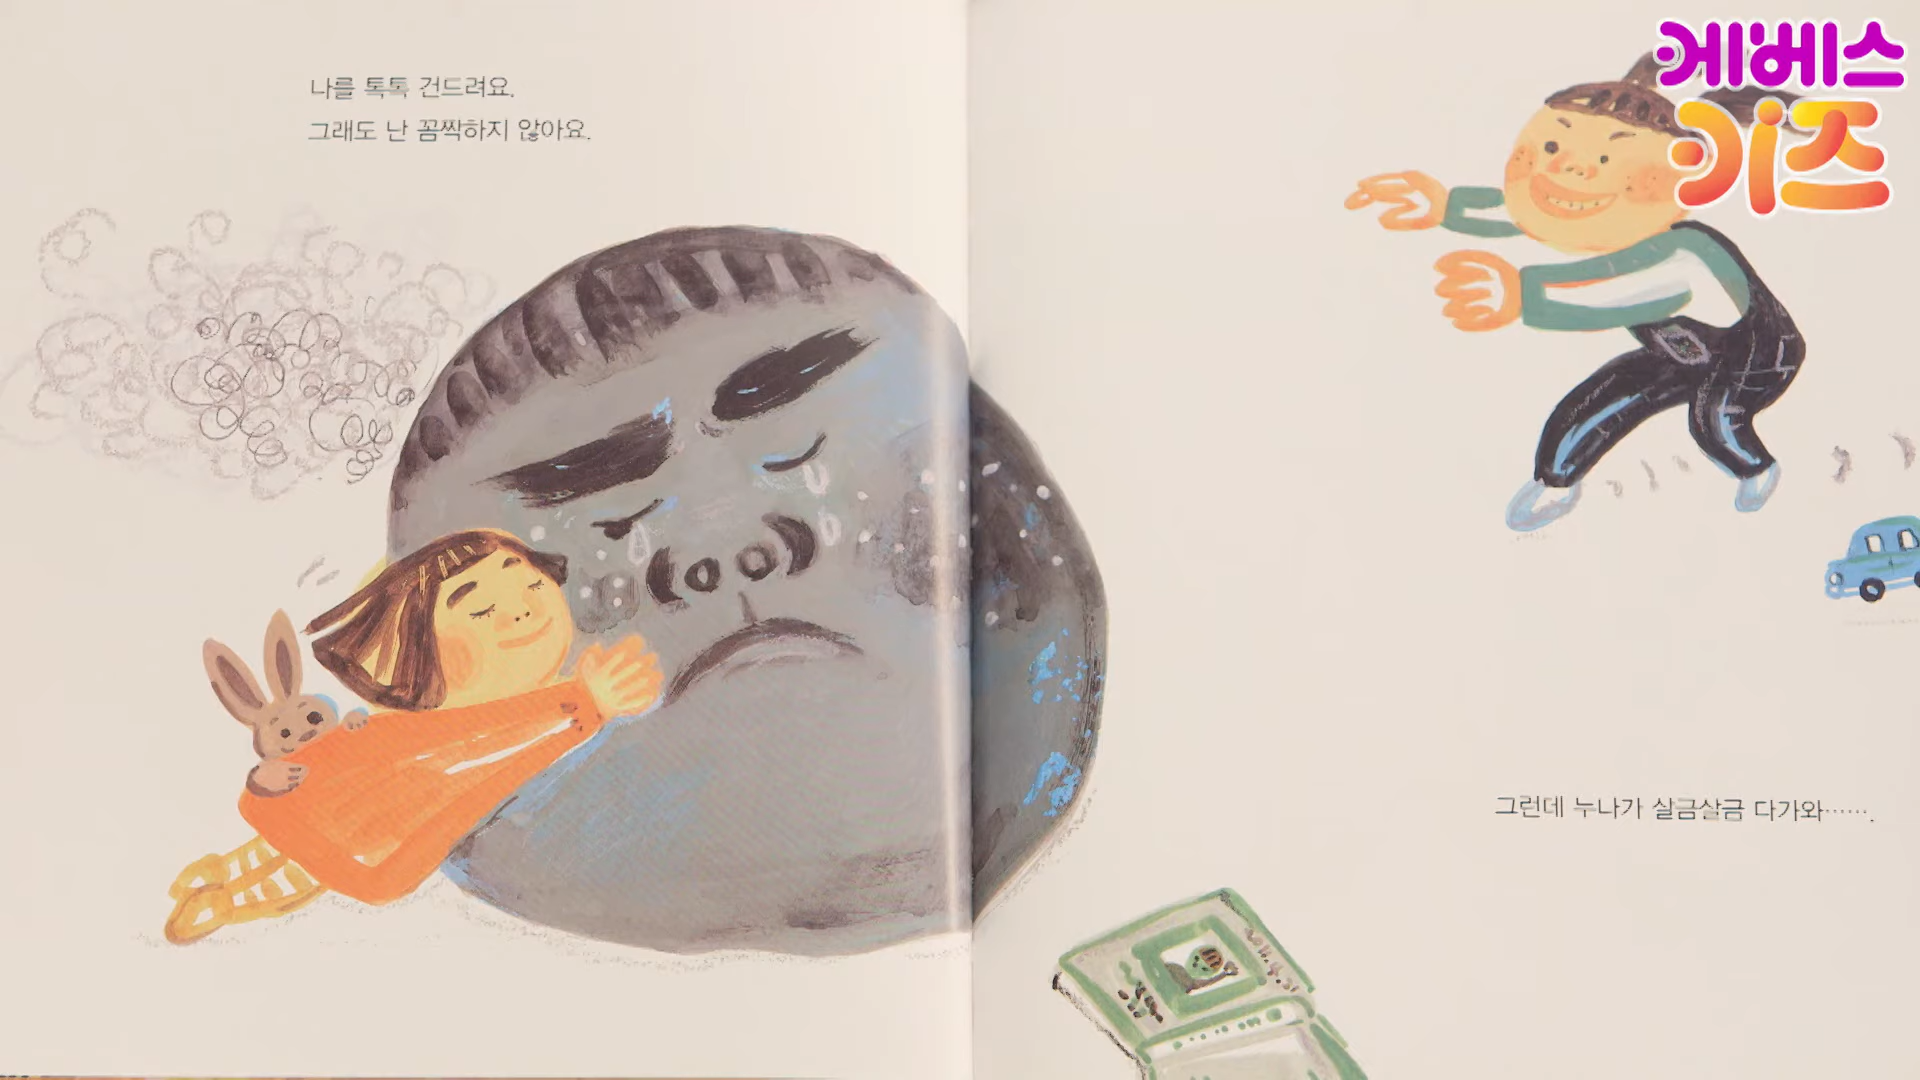 나를 톡톡 건드려요.
그래도 난 꼼짝하지 않아요.
케베스
키즈
그런데 누나가 살금살금 다가와…….